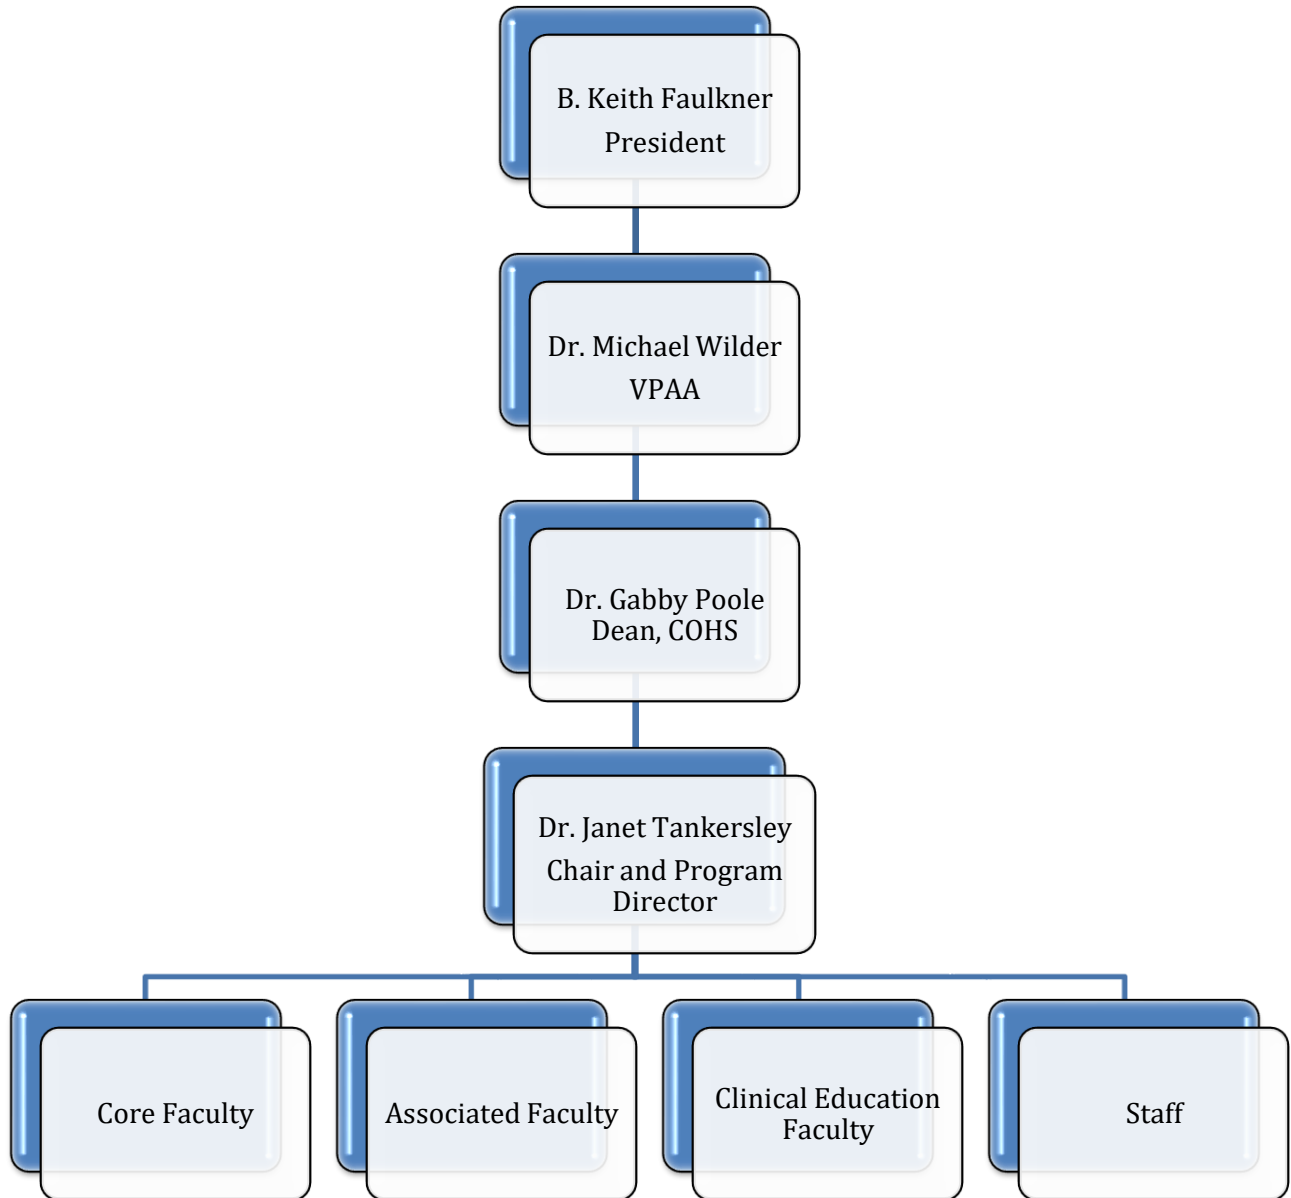 B. Keith Faulkner
President
Dr. Michael Wilder
VPAA
Dr. Gabby Poole
Dean, COHS
Dr. Janet Tankersley
Chair and Program
Director
Core Faculty
Associated Faculty
Clinical Education
Faculty
Staff